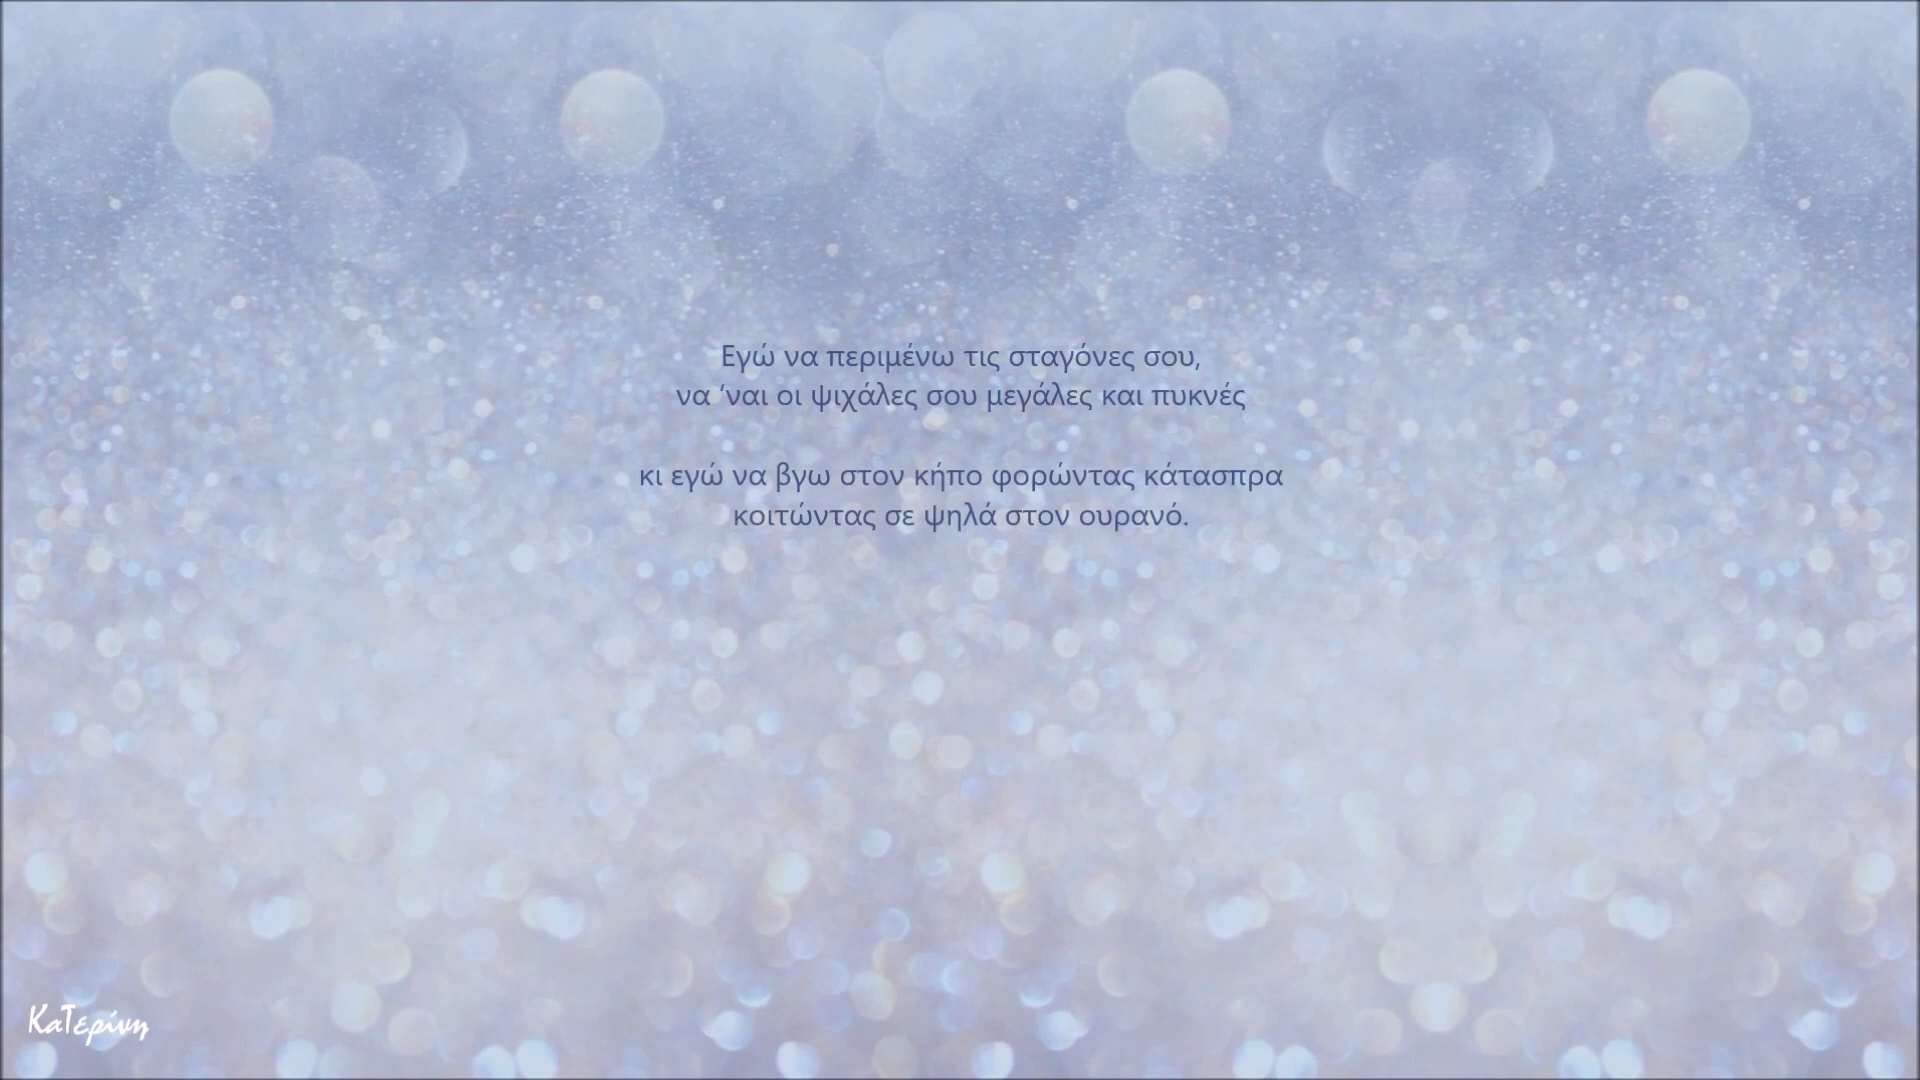 Εγώ να περιμένω τις σταγόνες σου,
να ‘ναι οι ψιχάλες σου μεγάλες και πυκνές
κι εγώ να βγω στον κήπο φορώντας κάτασπρα
κοιτώντας σε ψηλά στον ουρανό.
ΚαΤερίνη